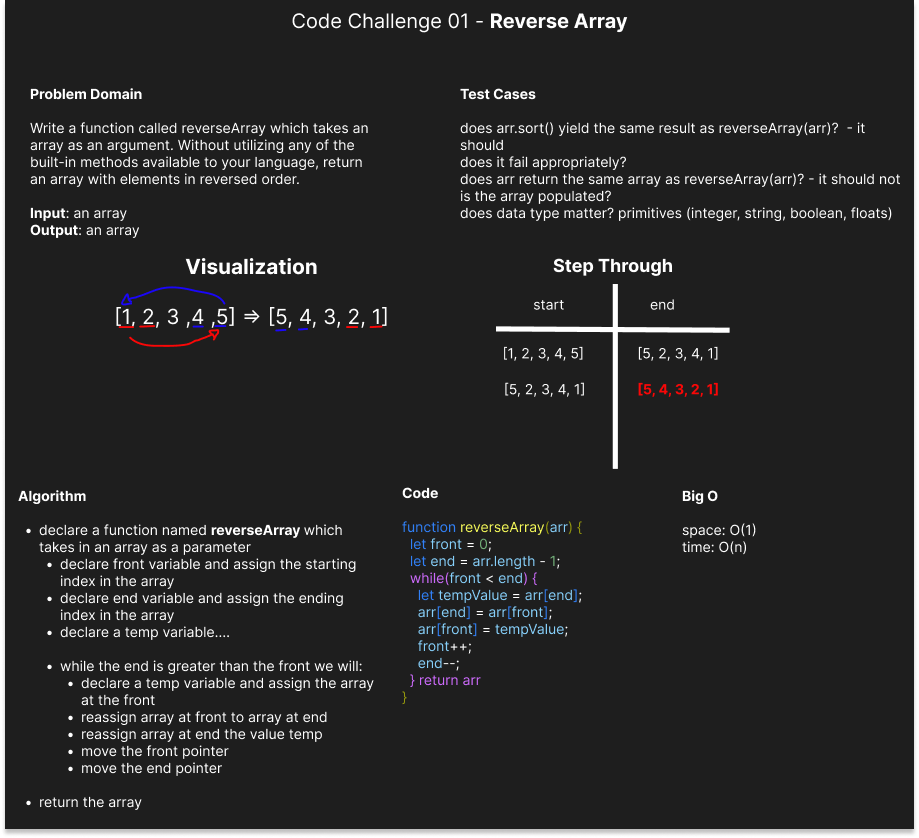 Code Challenge 01 - Reverse Array
Problem Domain
Write a function called reverseArray which takes an
array as an argument. Without utilizing any of the
built-in methods available to your language, return
an array with elements in reversed order.
Input: an array
Output: an array
Test Cases
does arr.sort() yield the same result as reverseArray(arr)?  - it
should
does it fail appropriately?
does arr return the same array as reverseArray(arr)? - it should not
is the array populated?
does data type matter? primitives (integer, string, boolean, floats)
Visualization
[1, 2, 3 ,4 ,5] => [5, 4, 3, 2, 1]
Step Through
start end
[1, 2, 3, 4, 5] [5, 2, 3, 4, 1]
[5, 2, 3, 4, 1] [5, 4, 3, 2, 1]
Algorithm
• declare a function named reverseArray which
takes in an array as a parameter
• declare front variable and assign the starting
index in the array
• declare end variable and assign the ending
index in the array
• declare a temp variable....
• while the end is greater than the front we will:
• declare a temp variable and assign the array
at the front
• reassign array at front to array at end
• reassign array at end the value temp
• move the front pointer
• move the end pointer
• return the array
Code
function reverseArray(arr) {
let front = 0;
let end = arr.length - 1;
while(front < end) {
let tempValue = arr[end];
arr[end] = arr[front];
arr[front] = tempValue;
front++;
end--;
} return arr
}
Big O
space: O(1)
time: O(n)